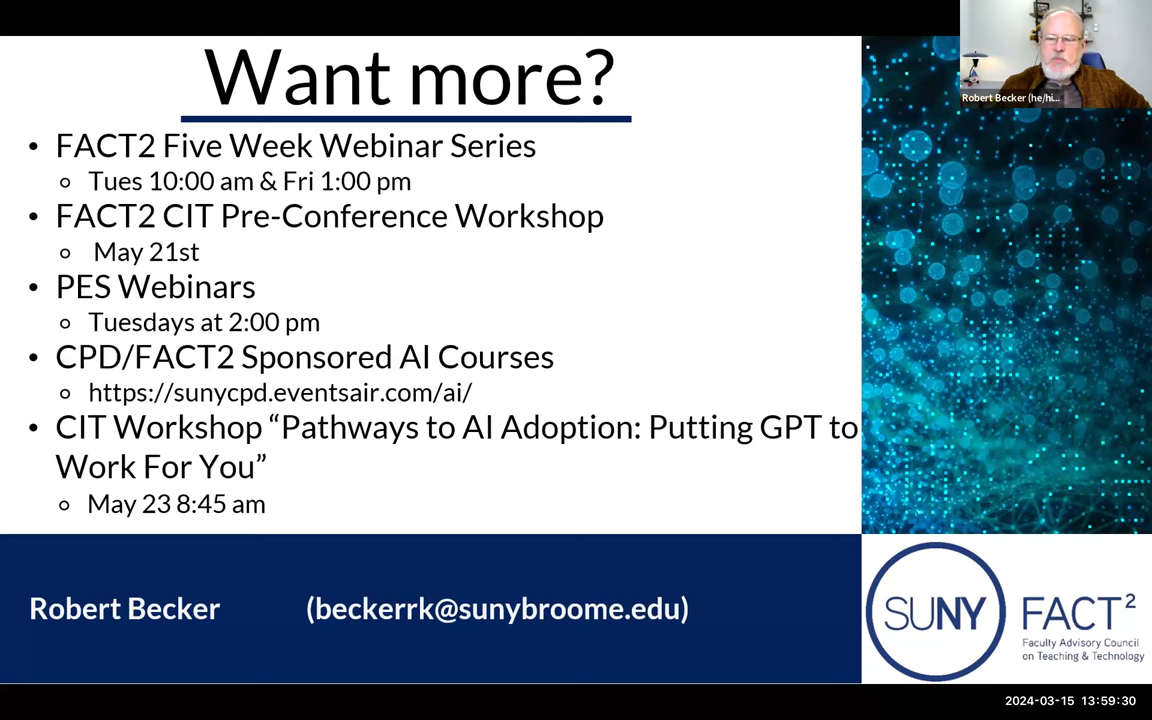 Want more?
Robert Becker (he/hi...
• FACT2 Five Week Webinar Series
Tues 10:00 am & Fri 1:00 pm
• FACT2 CIT Pre-Conference Workshop
May 21st
• PES Webinars
Tuesdays at 2:00 pm
• CPD/FACT2 Sponsored AI Courses
https://sunycpd.eventsair.com/ai/
• CIT Workshop “Pathways to AI Adoption: Putting GPT to
Work For You”
May 23 8:45 am
Robert Becker (beckerrk@sunybroome.edu)
SUNY FACT²
Faculty Advisory Council
on Teaching & Technology
2024-03-15 13:59:30